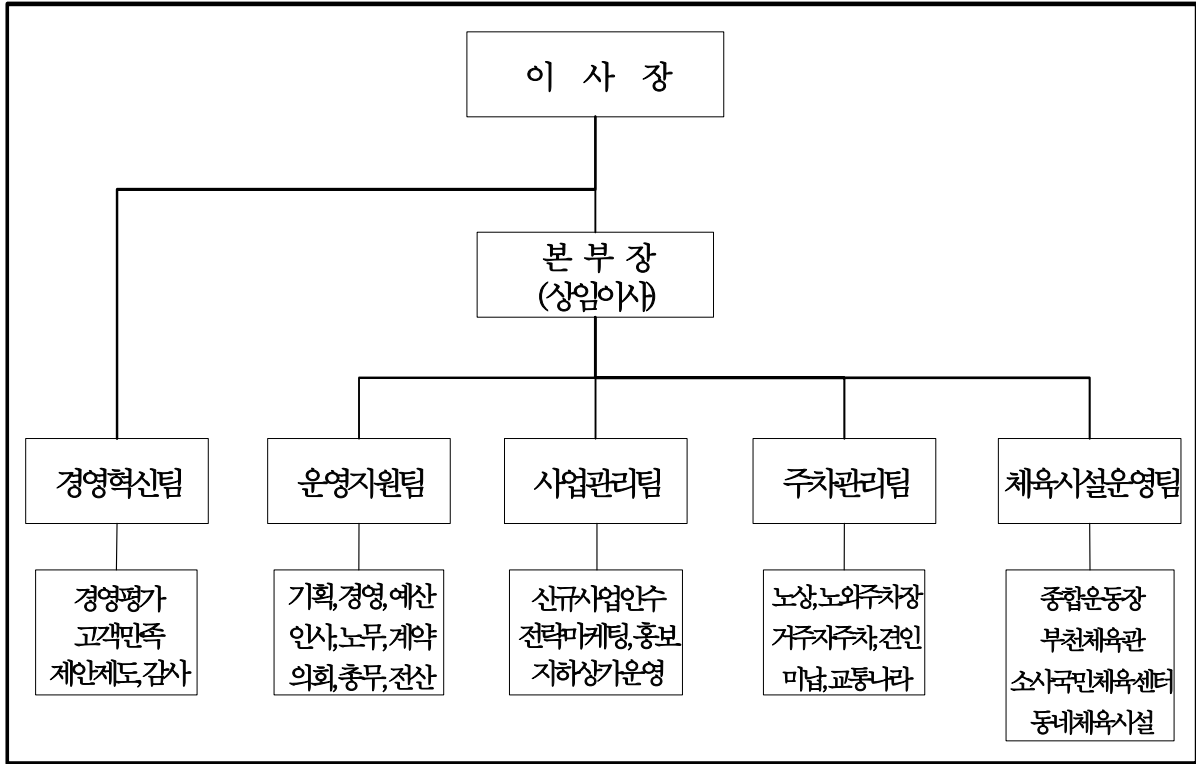 이 사 장
본 부 장
(상임이사)
경영혁신팀
운영지원팀
사업관리팀
주차관리팀
체육시설운영팀
경영평가
고객만족
제안제도,감사
기획,경영,예산
인사,노무,계약
의회,총무,전산
신규사업인수
전략마케팅,홍보
지하상가운영
노상,노외주차장
거주자주차,견인
미납,교통나라
종합운동장
부천체육관
소사국민체육센터
동네체육시설